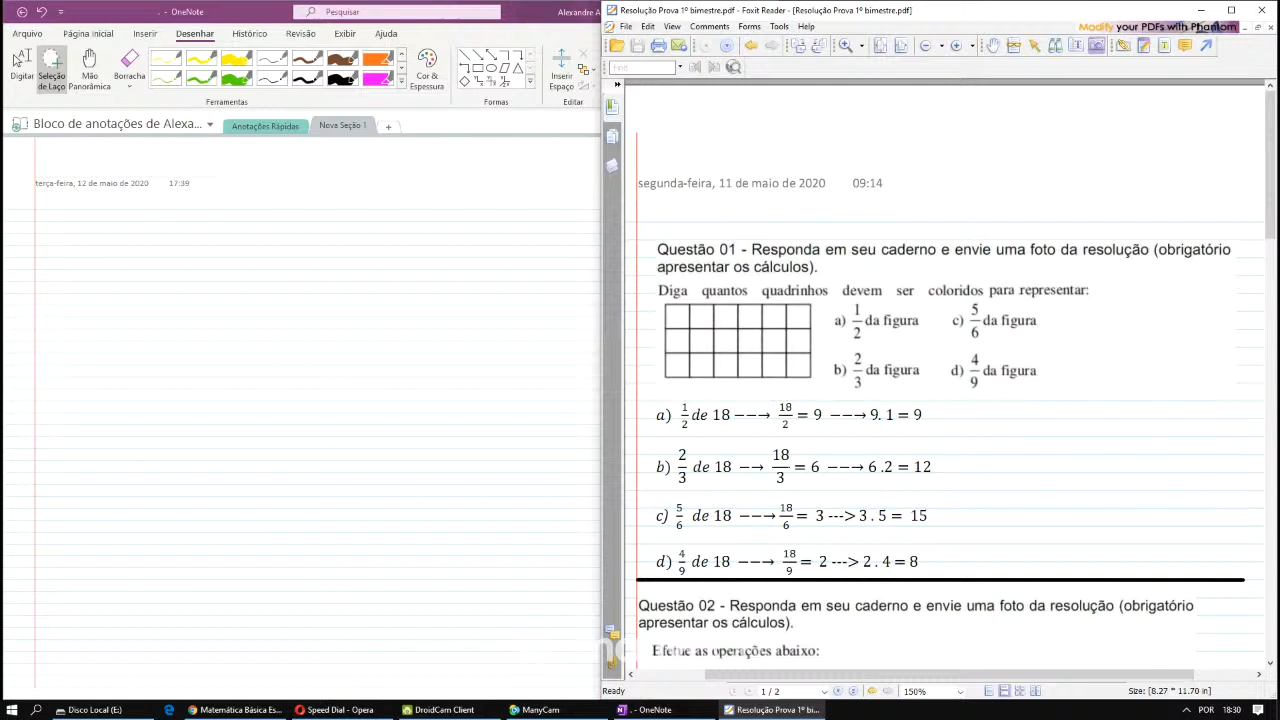 . - OneNote
Pesquisar
Alexandre A
Arquivo Página Inicial Inserir Desenhar Histórico Revisão Exibir Ajuda
Digitar
Seleção de Laço
Mão Panorâmica
Borracha
Cor & Espessura
Inserir Espaço
Ferramentas
Formas
Editar
Bloco de anotações de Alexa...
Anotações Rápidas
Nova Seção 1
+
terça-feira, 12 de maio de 2020 17:39
Resolução Prova 1º bimestre.pdf - Foxit Reader - [Resolução Prova 1º bimestre.pdf]
File Edit View Comments Forms Tools Help
Modify your PDFs with Phantom
Find
segunda-feira, 11 de maio de 2020 09:14
Questão 01 - Responda em seu caderno e envie uma foto da resolução (obrigatório
apresentar os cálculos).
Diga quantos quadrinhos devem ser coloridos para representar:
a) 1/2 da figura c) 5/6 da figura
b) 2/3 da figura d) 4/9 da figura
a) 1/2 de 18 −−→ 18/2 = 9 −−−→ 9. 1 = 9
b) 2/3 de 18 −→ 18/3 = 6 −−−→ 6 .2 = 12
c) 5/6 de 18 −−−→ 18/6 = 3 ---> 3 . 5 = 15
d) 4/9 de 18 −−−→ 18/9 = 2 ---> 2 . 4 = 8
Questão 02 - Responda em seu caderno e envie uma foto da resolução (obrigatório
apresentar os cálculos).
Efetue as operações abaixo:
Ready
1 / 2
150%
Size: [8.27 * 11.70 in]
Disco Local (E:)
Matemática Básica Es...
Speed Dial - Opera
DroidCam Client
ManyCam
. - OneNote
Resolução Prova 1º bi...
POR
18:30